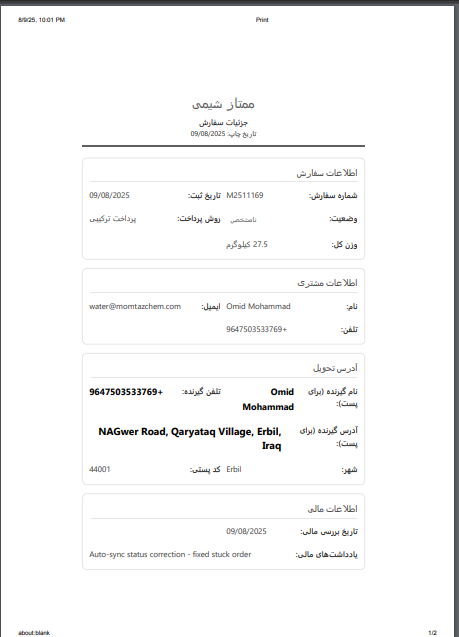 8/9/25, 10:01 PM Print
ممتاز شیمی
جزئیات سفارش
تاریخ چاپ: 09/08/2025
اطلاعات سفارش
شماره سفارش: M2511169 تاریخ ثبت: 09/08/2025
وضعیت: نامشخص روش پرداخت: پرداخت ترکیبی
وزن کل: 27.5 کیلوگرم
اطلاعات مشتری
نام: Omid Mohammad ایمیل: water@momtazchem.com
تلفن: +9647503533769
آدرس تحویل
نام گیرنده (برای پست): Omid Mohammad تلفن گیرنده: +9647503533769
آدرس گیرنده (برای پست): NAGwer Road, Qaryataq Village, Erbil, Iraq
شهر: Erbil کد پستی: 44001
اطلاعات مالی
تاریخ بررسی مالی: 09/08/2025
یادداشت‌های مالی: Auto-sync status correction - fixed stuck order
about:blank 1/2